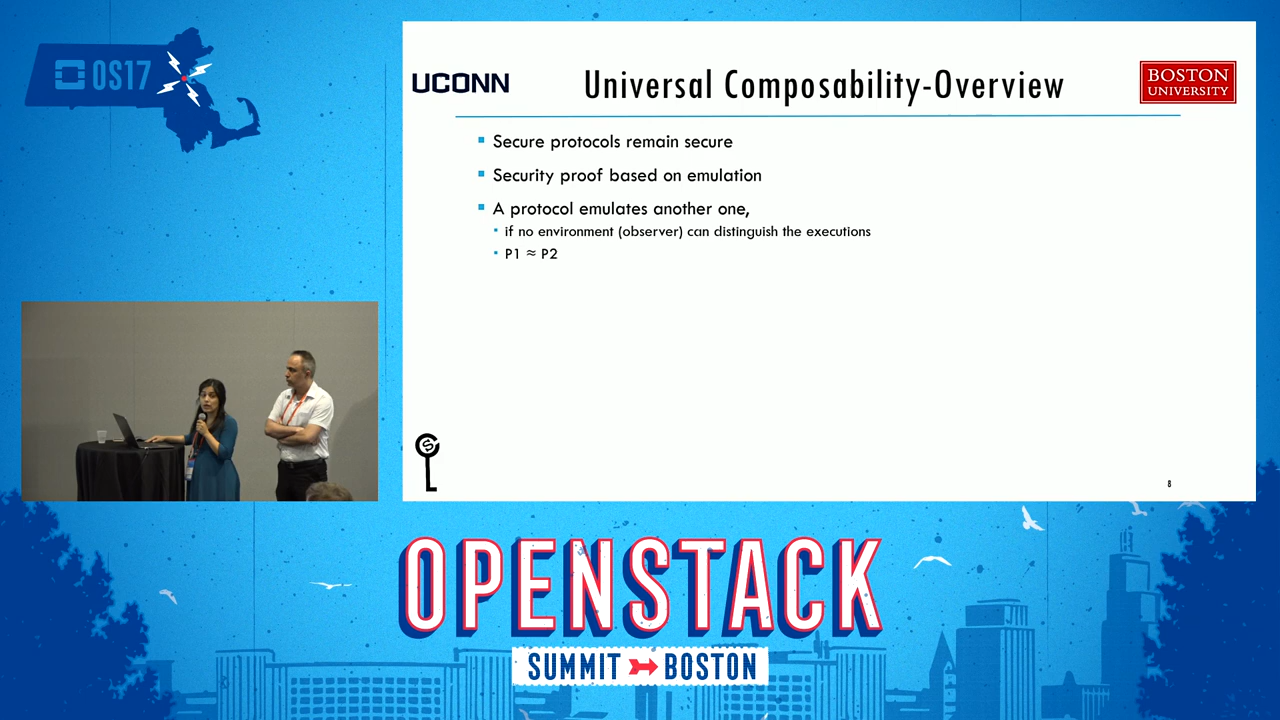 OS17
UCONN
Universal Composability-Overview
BOSTON
UNIVERSITY
Secure protocols remain secure
Security proof based on emulation
A protocol emulates another one,
if no environment (observer) can distinguish the executions
P1 ≈ P2
8
OPENSTACK
SUMMIT BOSTON